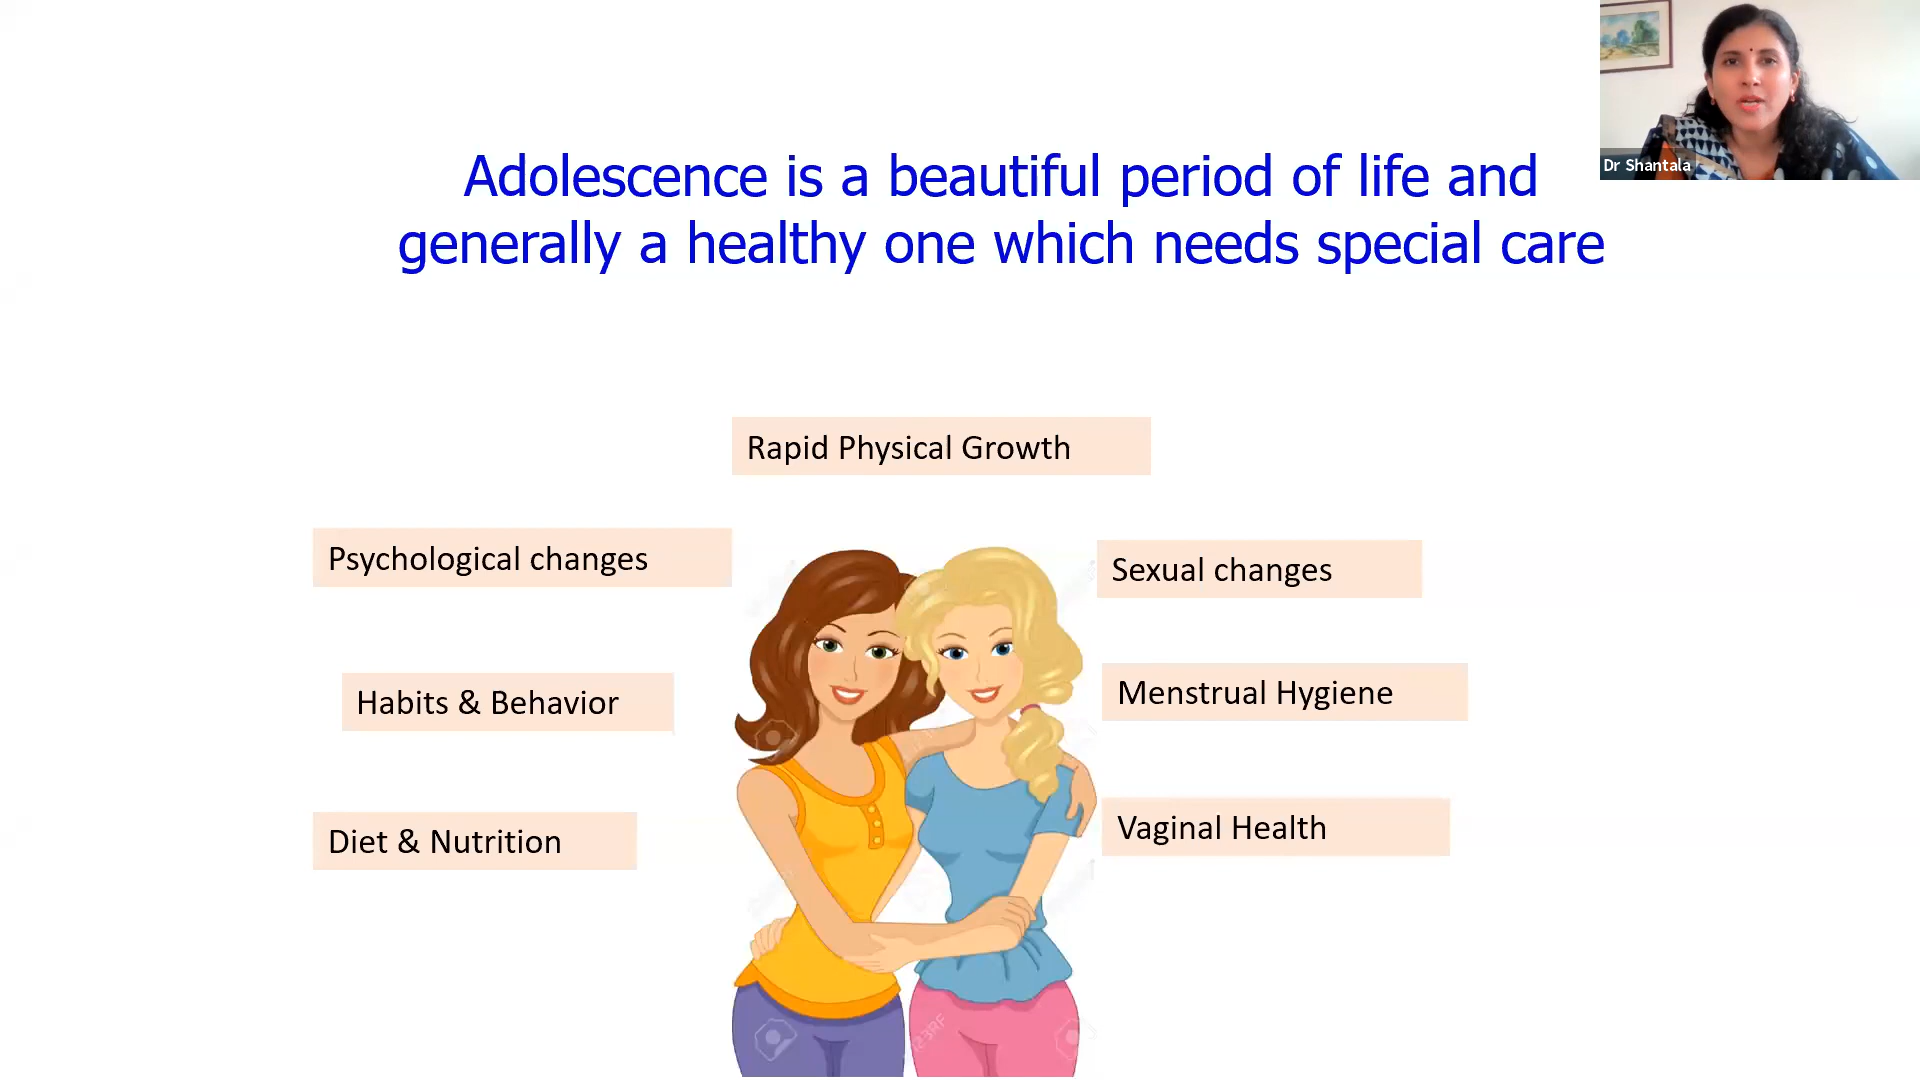 Dr Shantala
Adolescence is a beautiful period of life and
generally a healthy one which needs special care
Rapid Physical Growth
Psychological changes
Sexual changes
Habits & Behavior
Menstrual Hygiene
Diet & Nutrition
Vaginal Health
123RF